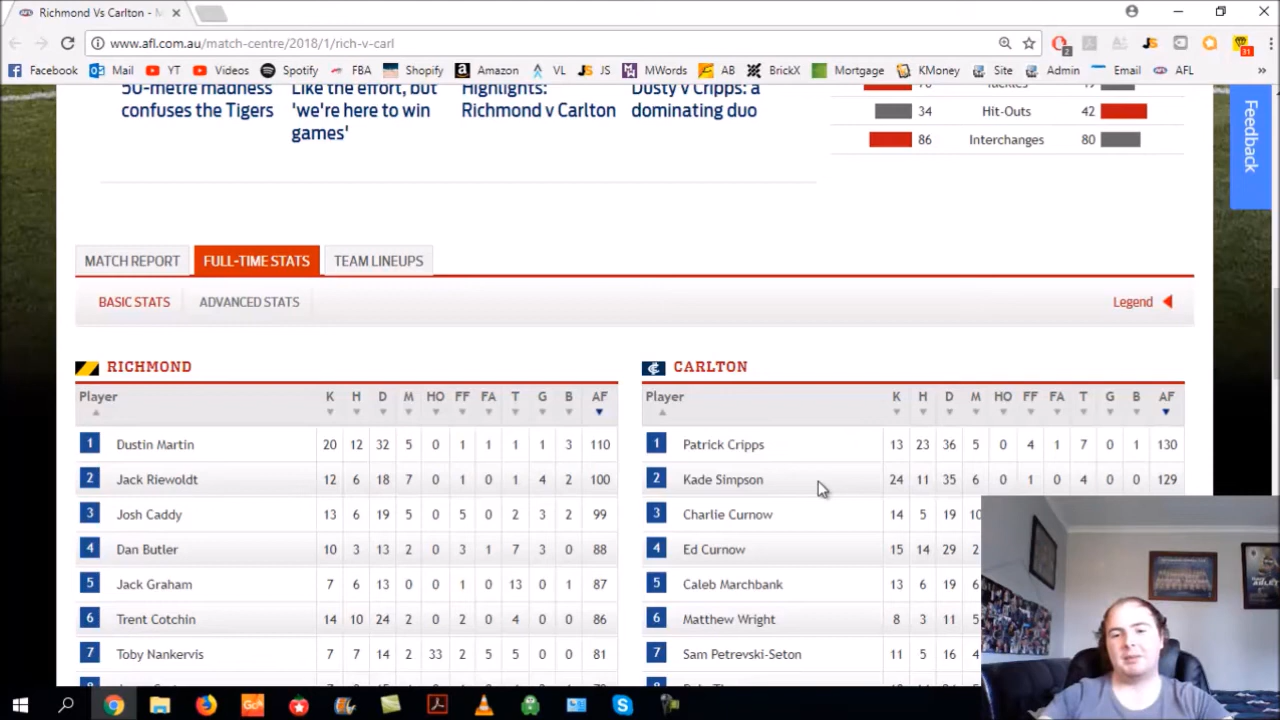 Richmond Vs Carlton - M
www.afl.com.au/match-centre/2018/1/rich-v-carl
2
31
Facebook Mail YT Videos Spotify FBA Shopify Amazon VL JS MWords AB BrickX Mortgage KMoney Site Admin Email AFL »
50-metre madness
confuses the Tigers
Like the effort, but
'we're here to win
games'
Highlights:
Richmond v Carlton
Dusty v Cripps: a
dominating duo
34 Hit-Outs 42
86 Interchanges 80
Feedback
MATCH REPORT FULL-TIME STATS TEAM LINEUPS
BASIC STATS ADVANCED STATS Legend
RICHMOND
Player K H D M HO FF FA T G B AF
1 Dustin Martin 20 12 32 5 0 1 1 1 1 3 110
2 Jack Riewoldt 12 6 18 7 0 1 0 1 4 2 100
3 Josh Caddy 13 6 19 5 0 5 0 2 3 2 99
4 Dan Butler 10 3 13 2 0 3 1 7 3 0 88
5 Jack Graham 7 6 13 0 0 1 1 13 0 1 87
6 Trent Cotchin 14 10 24 2 0 2 0 4 0 0 86
7 Toby Nankervis 7 7 14 2 33 2 5 5 0 0 81
CARLTON
Player K H D M HO FF FA T G B AF
1 Patrick Cripps 13 23 36 5 0 4 1 7 0 1 130
2 Kade Simpson 24 11 35 6 0 1 0 4 0 0 129
3 Charlie Curnow 14 5 19 10
4 Ed Curnow 15 14 29 2
5 Caleb Marchbank 13 6 19 6
6 Matthew Wright 8 3 11 5
7 Sam Petrevski-Seton 11 5 16 4